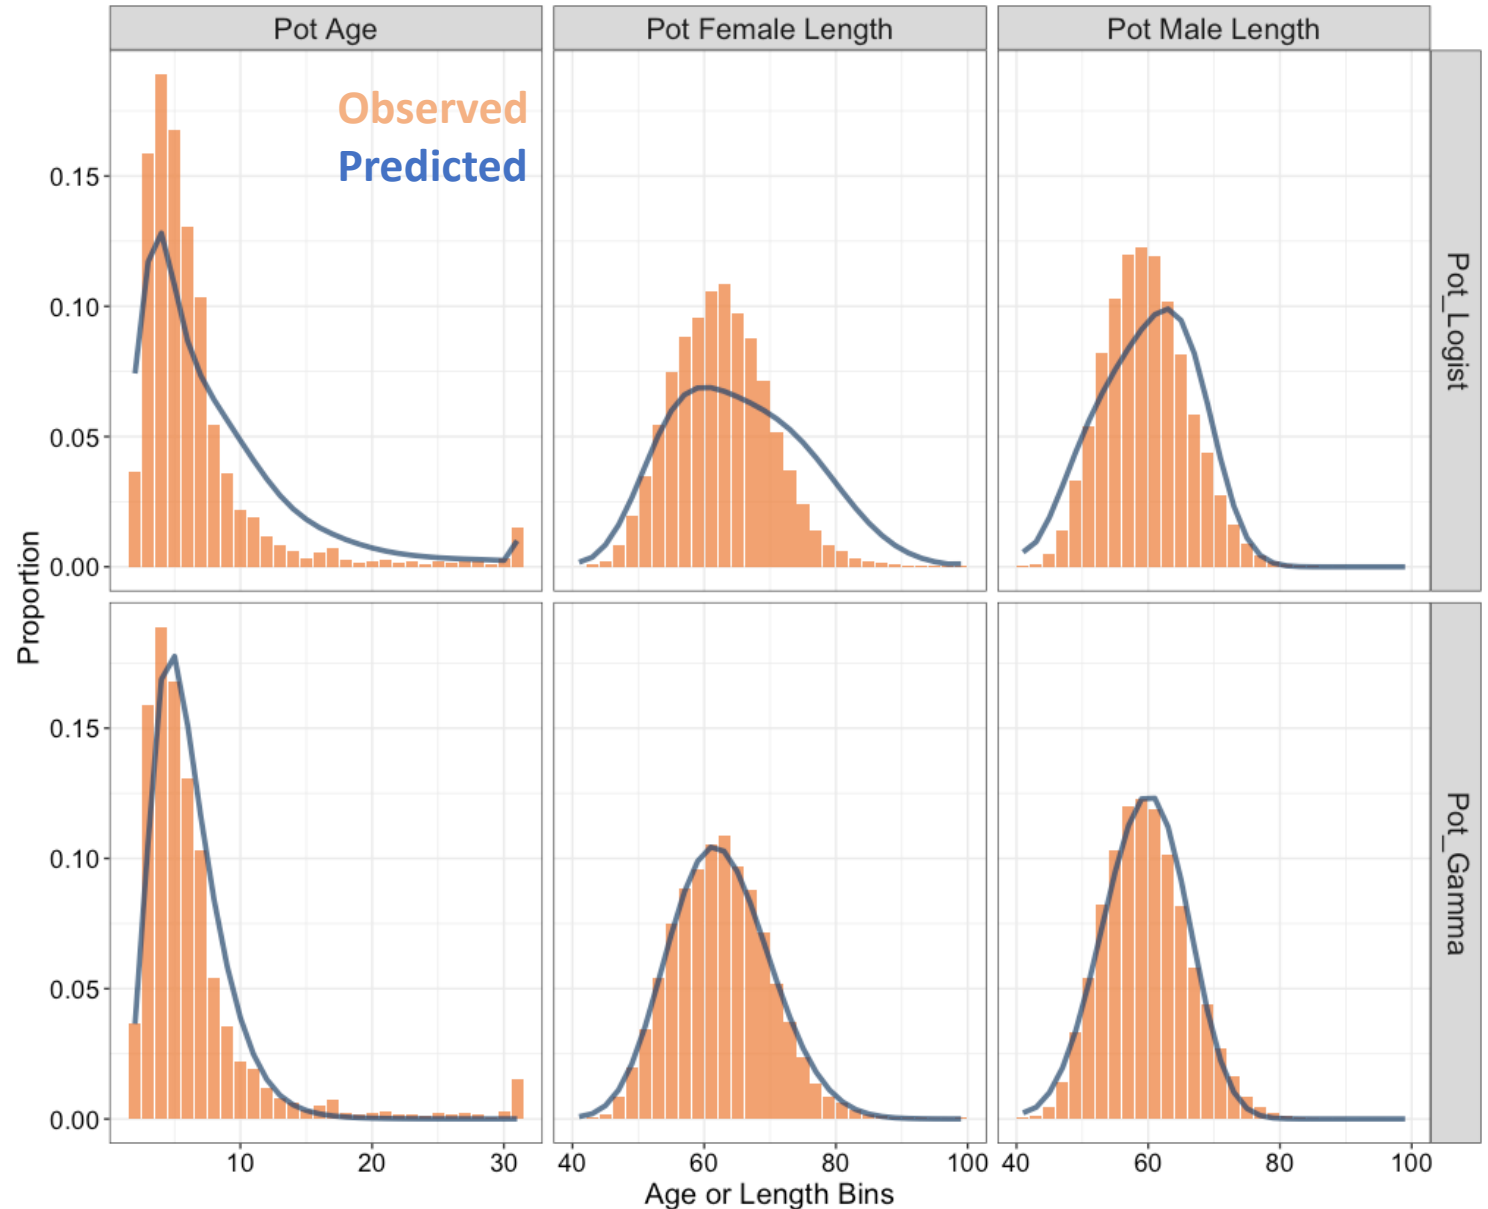 Pot Age
Pot Female Length
Pot Male Length
Observed
Predicted
0.15
0.10
0.05
0.00
Pot_Logist
Proportion
0.15
0.10
0.05
0.00
Pot_Gamma
10
20
30
40
60
80
100
40
60
80
100
Age or Length Bins